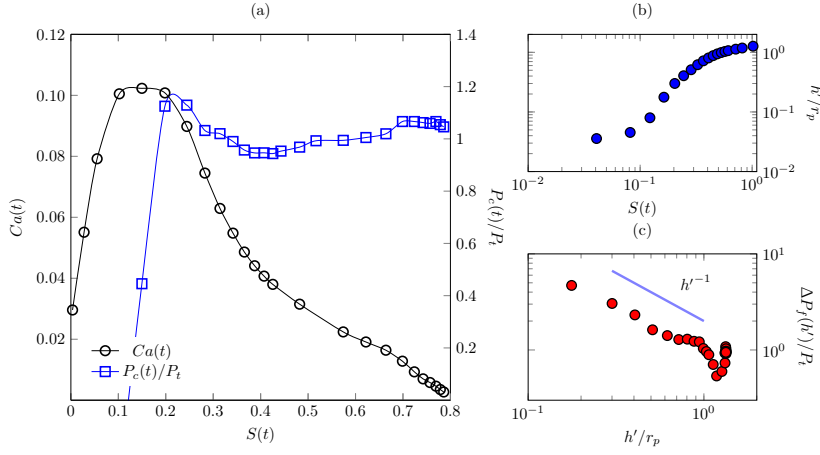 (a)
0.12
0.10
0.08
0.06
0.04
0.02
Ca(t)
1.4
1.2
1
0.8
0.6
0.4
0.2
P_c(t)/P_t
Ca(t)
P_c(t)/P_t
0 0.1 0.2 0.3 0.4 0.5 0.6 0.7 0.8
S(t)
(b)
10^0
10^{-1}
10^{-2}
h'/r_p
10^{-2} 10^{-1} 10^0
S(t)
(c)
10^1
10^0
h'^{-1}
ΔP_f(h')/P_t
10^{-1} 10^0
h'/r_p